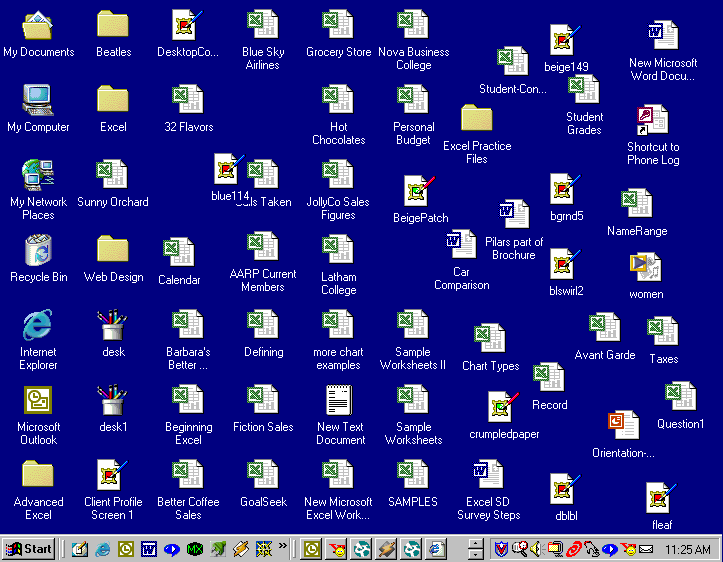 My Documents
Beatles
DesktopCo...
Blue Sky
Airlines
Grocery Store
Nova Business
College
Student-Con...
beige149
New Microsoft
Word Docu...
My Computer
Excel
32 Flavors
Hot
Chocolates
Personal
Budget
Excel Practice
Files
Student
Grades
Shortcut to
Phone Log
My Network
Places
Sunny Orchard
blue114
Calls Taken
JollyCo Sales
Figures
BeigePatch
Pilars part of
Brochure
bgrnd5
NameRange
Recycle Bin
Web Design
Calendar
AARP Current
Members
Latham
College
Car
Comparison
blswirl2
women
Internet
Explorer
desk
Barbara's
Better ...
Defining
more chart
examples
Sample
Worksheets II
Chart Types
Avant Garde
Taxes
Microsoft
Outlook
desk1
Beginning
Excel
Fiction Sales
New Text
Document
Sample
Worksheets
crumpledpaper
Record
Orientation-...
Question1
Advanced
Excel
Client Profile
Screen 1
Better Coffee
Sales
GoalSeek
New Microsoft
Excel Work...
SAMPLES
Excel SD
Survey Steps
dblbl
fleaf
Start
11:25 AM